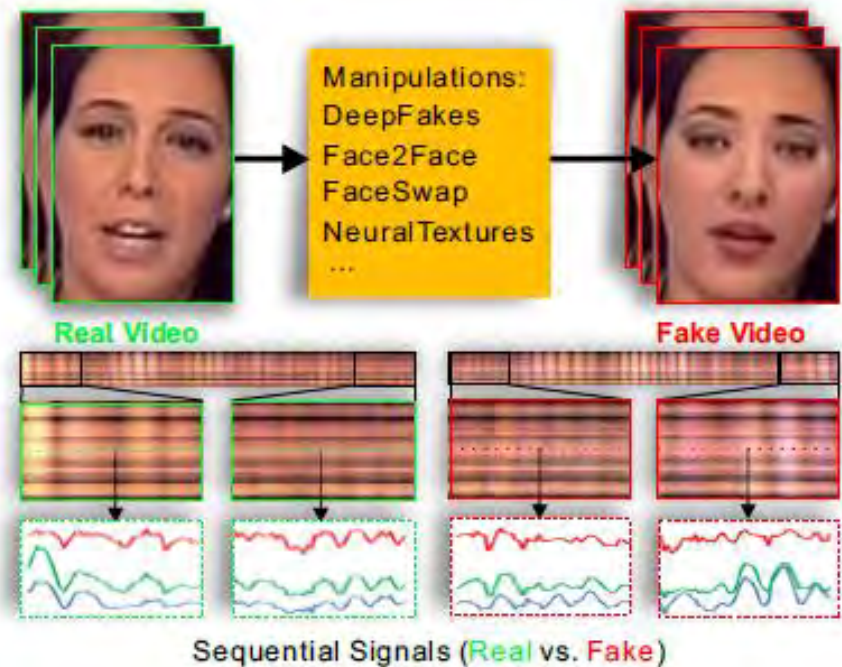 Manipulations:
DeepFakes
Face2Face
FaceSwap
NeuralTextures
...
Real Video
Fake Video
Sequential Signals (Real vs. Fake)